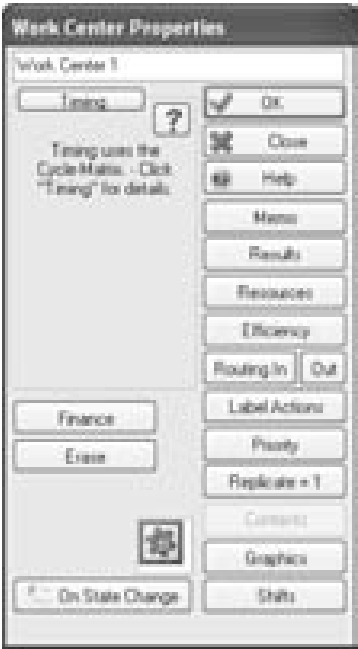 Work Center Properties
Work Center 1
Timing
?
Timing uses the
Cycle-Matrix. - Click
"Timing" for details
OK
Close
Help
Memo
Results
Resources
Efficiency
Routing In
Out
Label Actions
Priority
Replicate = 1
Contents
Graphics
Shifts
Finance
Erase
On State Change